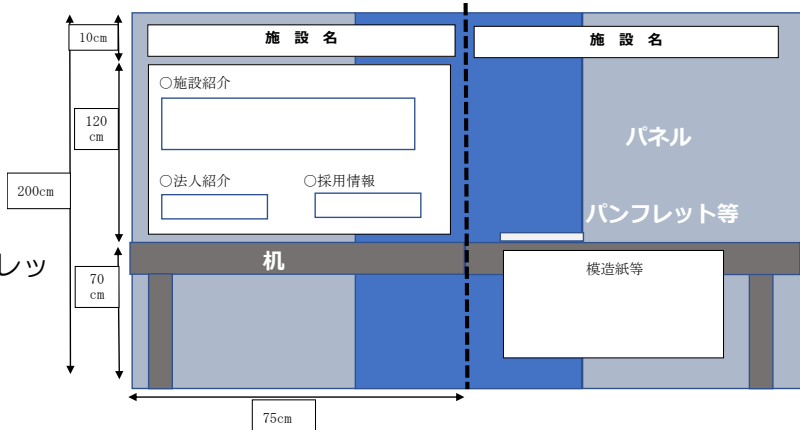 10cm
施 設 名
施 設 名
○施設紹介
120
cm
パネル
○法人紹介
○採用情報
200cm
パンフレット等
レッ
机
模造紙等
70
cm
75cm